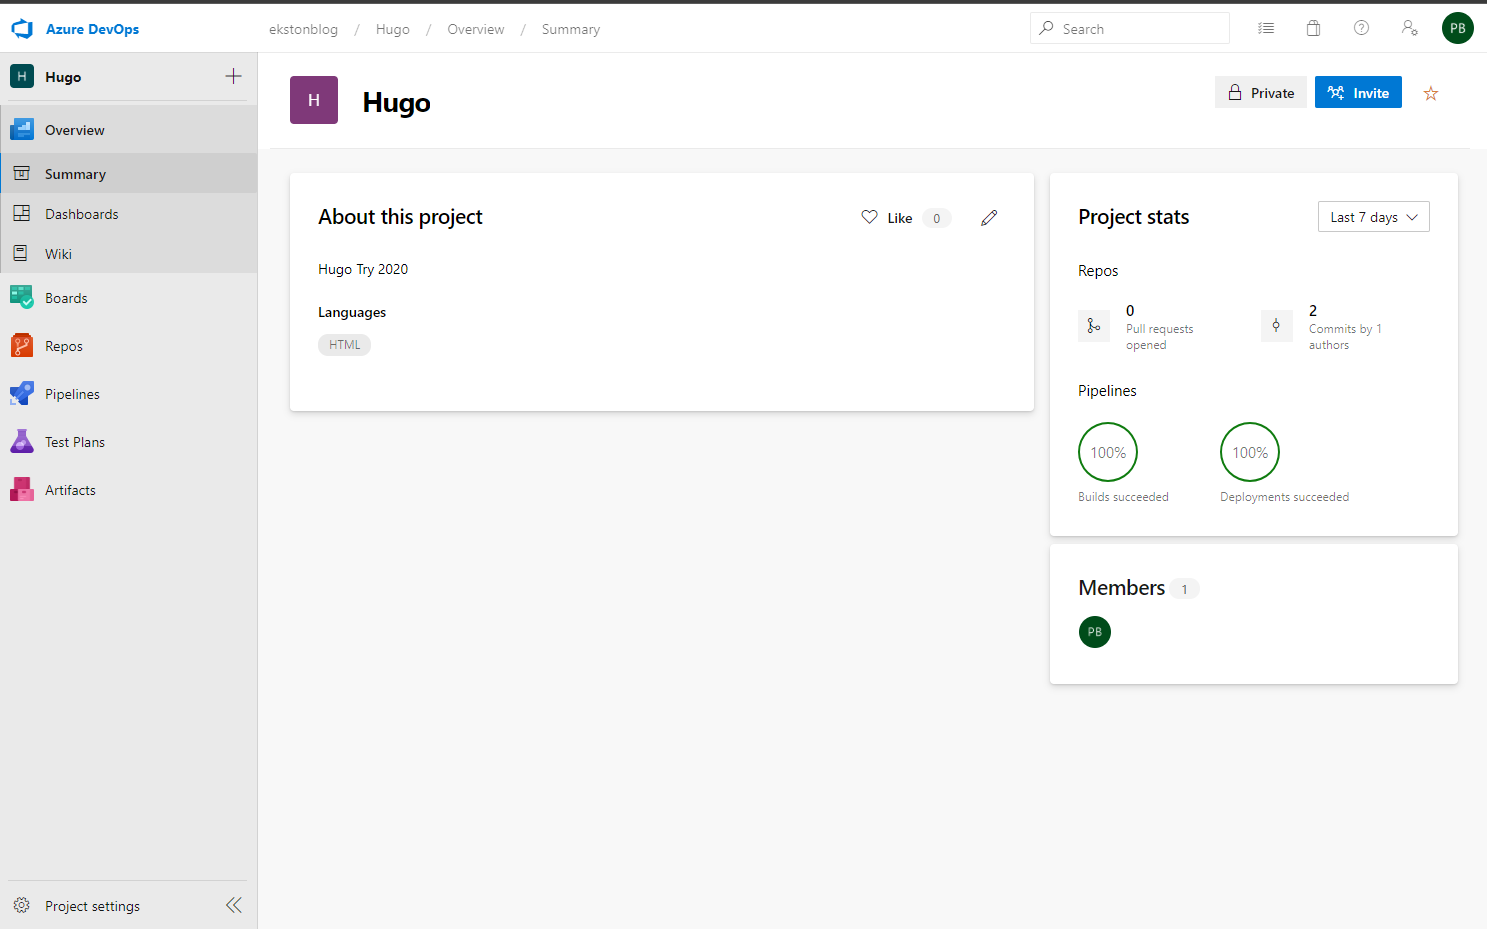 Azure DevOps
ekstonblog / Hugo / Overview / Summary
Search
PB
H Hugo
Overview
Summary
Dashboards
Wiki
Boards
Repos
Pipelines
Test Plans
Artifacts
Project settings
H Hugo
Private
Invite
About this project
Like 0
Hugo Try 2020
Languages
HTML
Project stats
Last 7 days
Repos
0
Pull requests
opened
2
Commits by 1
authors
Pipelines
100%
Builds succeeded
100%
Deployments succeeded
Members 1
PB